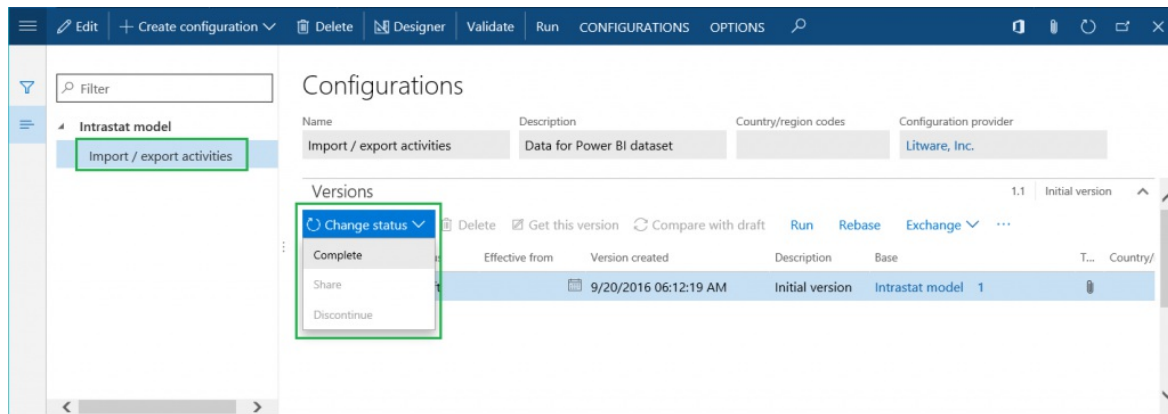 Edit + Create configuration Delete Designer Validate Run CONFIGURATIONS OPTIONS
Filter
Intrastat model
Import / export activities
Configurations
Name Description Country/region codes Configuration provider
Import / export activities Data for Power BI dataset Litware, Inc.
Versions 1.1 Initial version
Change status Delete Get this version Compare with draft Run Rebase Exchange ...
Effective from Version created Description Base T... Country/
9/20/2016 06:12:19 AM Initial version Intrastat model 1
Complete
Share
Discontinue